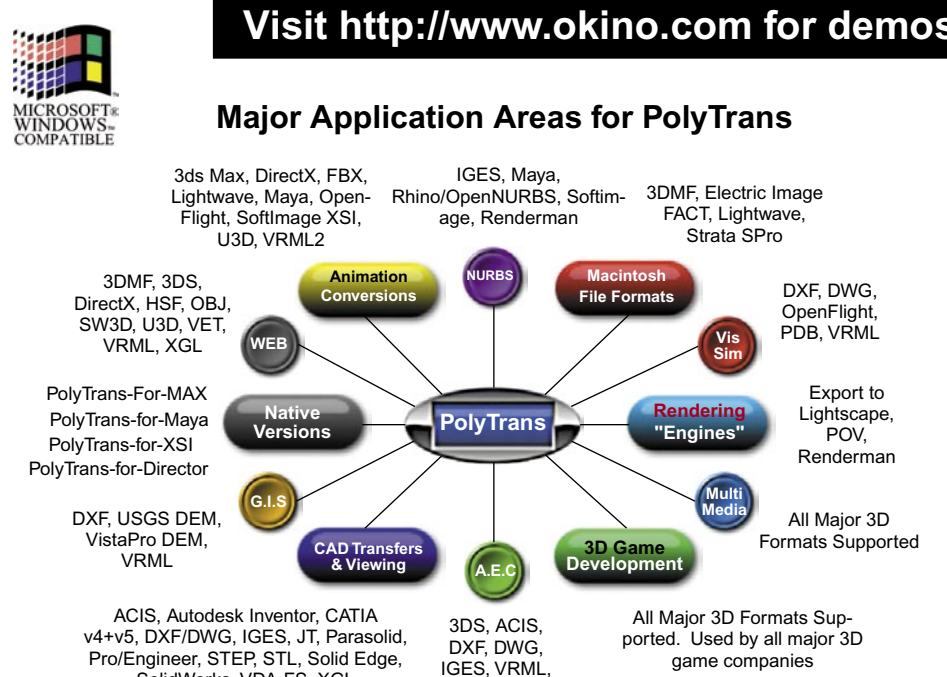 Visit http://www.okino.com for demos
MICROSOFT®
WINDOWS™
COMPATIBLE
Major Application Areas for PolyTrans
3ds Max, DirectX, FBX,
Lightwave, Maya, Open-
Flight, SoftImage XSI,
U3D, VRML2
IGES, Maya,
Rhino/OpenNURBS, Softim-
age, Renderman
3DMF, Electric Image
FACT, Lightwave,
Strata SPro
Animation
Conversions
NURBS
Macintosh
File Formats
3DMF, 3DS,
DirectX, HSF, OBJ,
SW3D, U3D, VET,
VRML, XGL
WEB
Vis
Sim
DXF, DWG,
OpenFlight,
PDB, VRML
PolyTrans-For-MAX
PolyTrans-for-Maya
PolyTrans-for-XSI
PolyTrans-for-Director
Native
Versions
PolyTrans
Rendering
"Engines"
Export to
Lightscape,
POV,
Renderman
G.I.S
Multi
Media
DXF, USGS DEM,
VistaPro DEM,
VRML
CAD Transfers
& Viewing
A.E.C
3D Game
Development
All Major 3D
Formats Supported
ACIS, Autodesk Inventor, CATIA
v4+v5, DXF/DWG, IGES, JT, Parasolid,
Pro/Engineer, STEP, STL, Solid Edge,
SolidWorks, VDA-FS, XGL
3DS, ACIS,
DXF, DWG,
IGES, VRML,
All Major 3D Formats Sup-
ported. Used by all major 3D
game companies